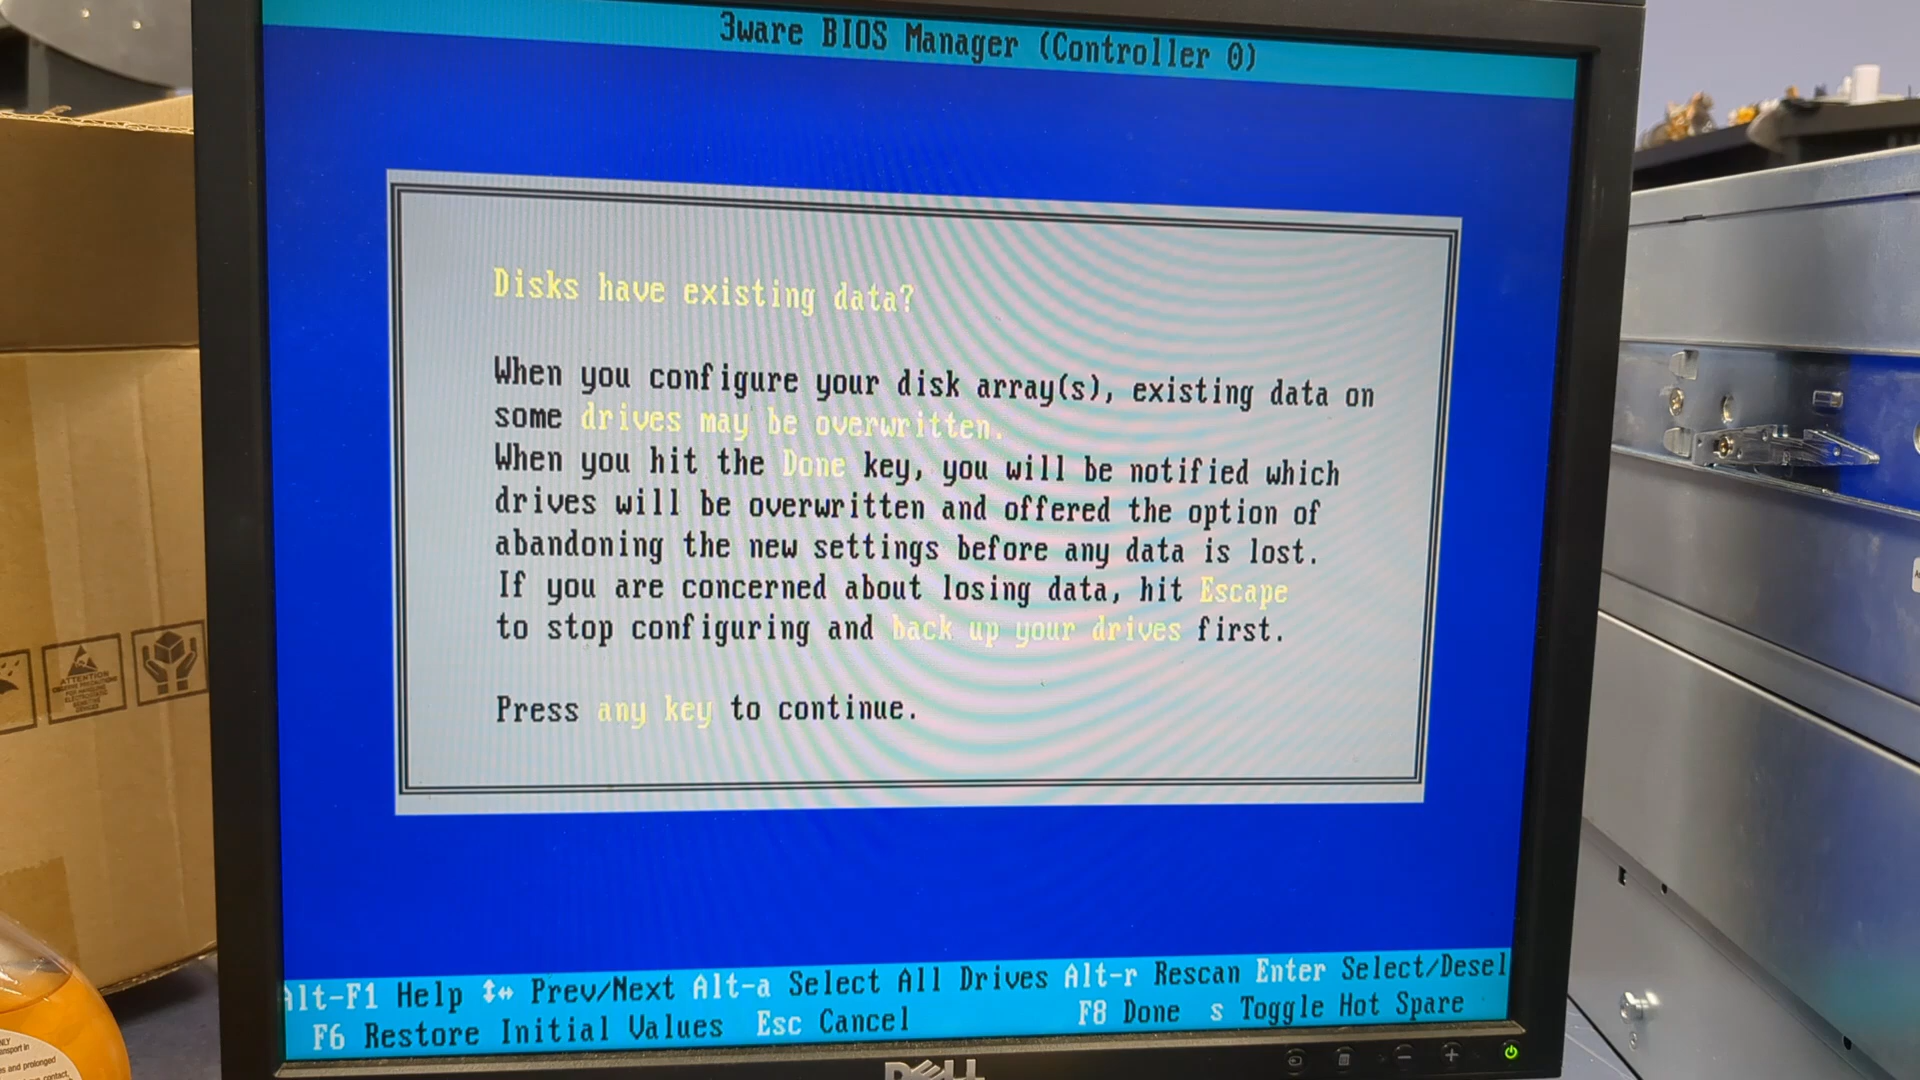 3ware BIOS Manager (Controller 0)
Disks have existing data?
When you configure your disk array(s), existing data on
some drives may be overwritten.
When you hit the Done key, you will be notified which
drives will be overwritten and offered the option of
abandoning the new settings before any data is lost.
If you are concerned about losing data, hit Escape
to stop configuring and back up your drives first.
Press any key to continue.
Alt-F1 Help ↕↔ Prev/Next Alt-a Select All Drives Alt-r Rescan Enter Select/Desel
F6 Restore Initial Values Esc Cancel F8 Done s Toggle Hot Spare
DELL
ATTENTION